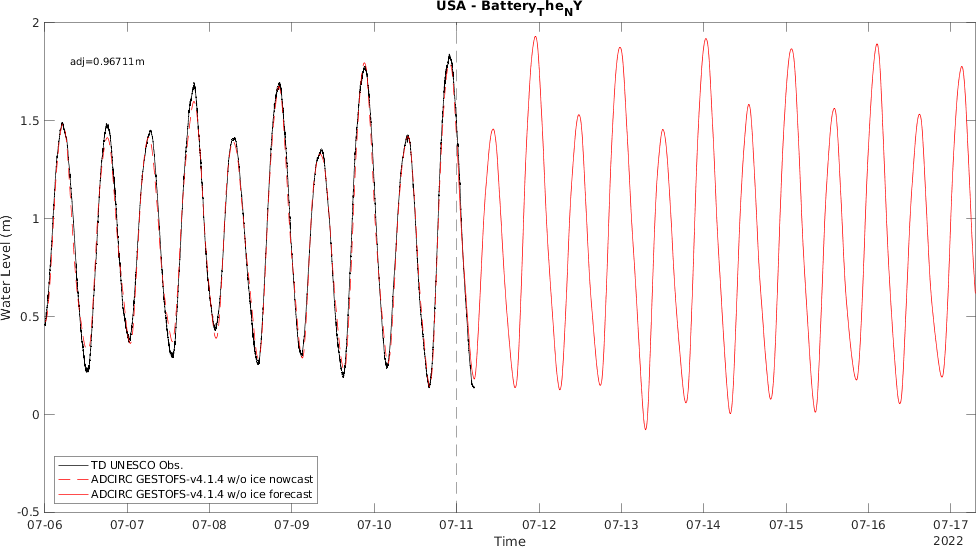 USA - Battery_The_NY
2
adj=0.96711m
1.5
1
0.5
0
-0.5
Water Level (m)
TD UNESCO Obs.
ADCIRC GESTOFS-v4.1.4 w/o ice nowcast
ADCIRC GESTOFS-v4.1.4 w/o ice forecast
07-06 07-07 07-08 07-09 07-10 07-11 07-12 07-13 07-14 07-15 07-16 07-17
Time
2022